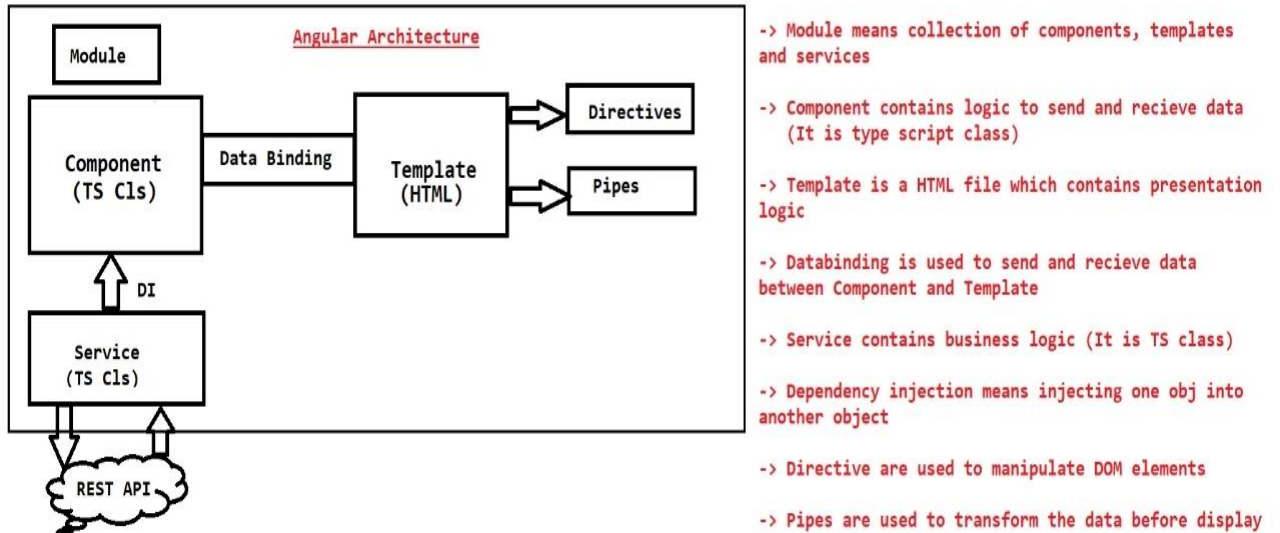 Angular Architecture
Module
Component
(TS Cls)
Data Binding
Template
(HTML)
Directives
Pipes
DI
Service
(TS Cls)
REST API
-> Module means collection of components, templates
and services
-> Component contains logic to send and recieve data
(It is type script class)
-> Template is a HTML file which contains presentation
logic
-> Databinding is used to send and recieve data
between Component and Template
-> Service contains business logic (It is TS class)
-> Dependency injection means injecting one obj into
another object
-> Directive are used to manipulate DOM elements
-> Pipes are used to transform the data before display